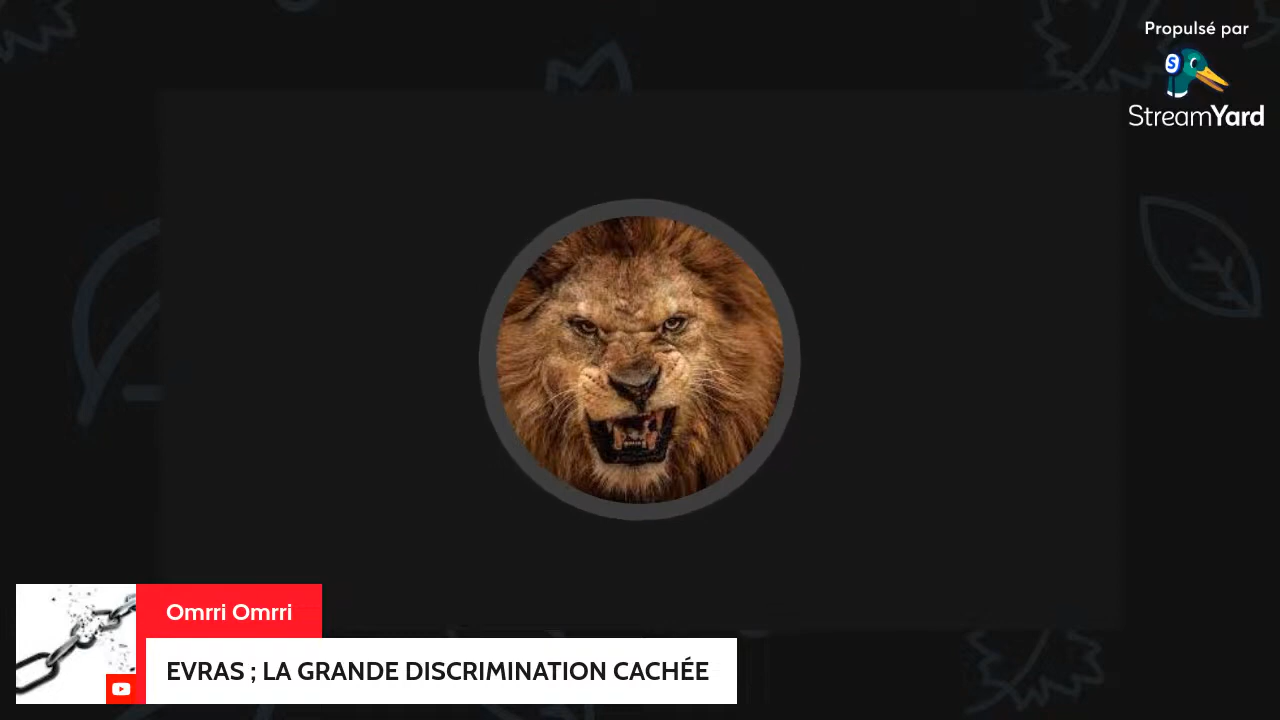 Propulsé par
StreamYard
Omrri Omrri
EVRAS ; LA GRANDE DISCRIMINATION CACHÉE